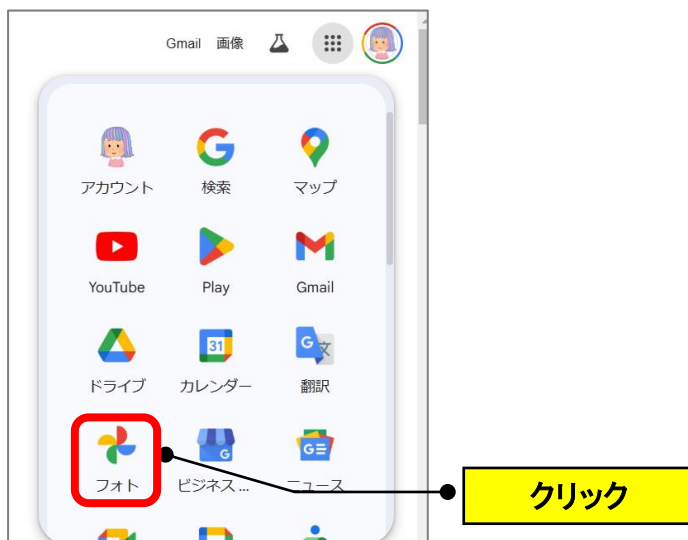 Gmail 画像
アカウント 検索 マップ
YouTube Play Gmail
31
G 文
ドライブ カレンダー 翻訳
G GE
フォト ビジネス ... ニュース
クリック